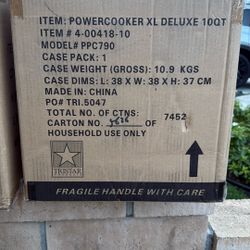 ITEM: POWERCOOKER XL DELUXE 10QT
ITEM # 4-00418-10
MODEL# PPC790
CASE PACK: 1
CASE WEIGHT (GROSS): 10.9 KGS
CASE DIMS: L 38 X W 38 X H 37 CM
MADE IN: CHINA
PO# TRI.5047
TOTAL NO. OF CTNS: 7452
CARTON NO. OF
HOUSEHOLD USE ONLY
TRISTAR
FRAGILE HANDLE WITH CARE